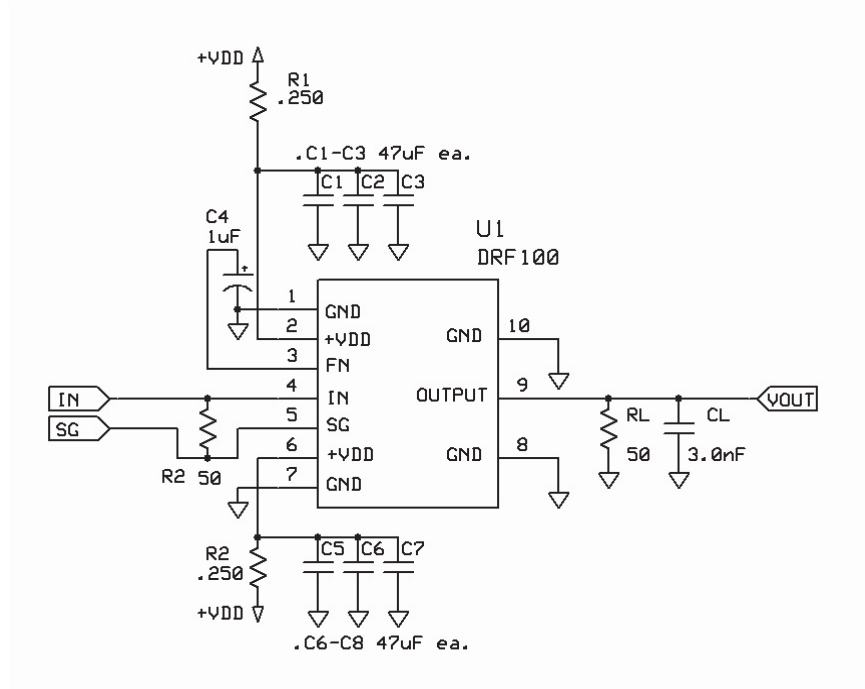 +VDD
R1
.250
.C1-C3 47uF ea.
C1 C2 C3
C4
1uF
+
U1
DRF100
1 GND
2 +VDD
3 FN
4 IN
5 SG
6 +VDD
7 GND
GND 10
OUTPUT 9
GND 8
IN
SG
R2 50
VOUT
RL
50
CL
3.0nF
R2
.250
C5 C6 C7
+VDD
.C6-C8 47uF ea.